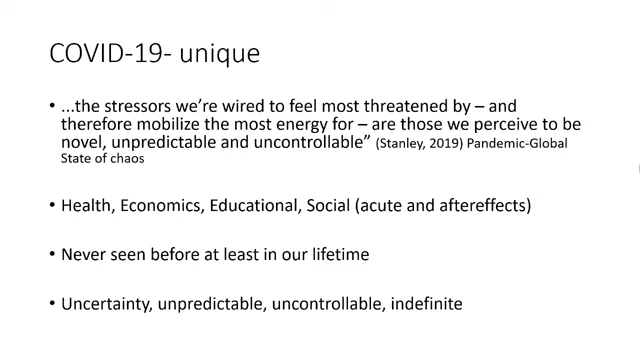 COVID-19- unique
• ...the stressors we're wired to feel most threatened by – and
therefore mobilize the most energy for – are those we perceive to be
novel, unpredictable and uncontrollable” (Stanley, 2019) Pandemic-Global
State of chaos
• Health, Economics, Educational, Social (acute and aftereffects)
• Never seen before at least in our lifetime
• Uncertainty, unpredictable, uncontrollable, indefinite